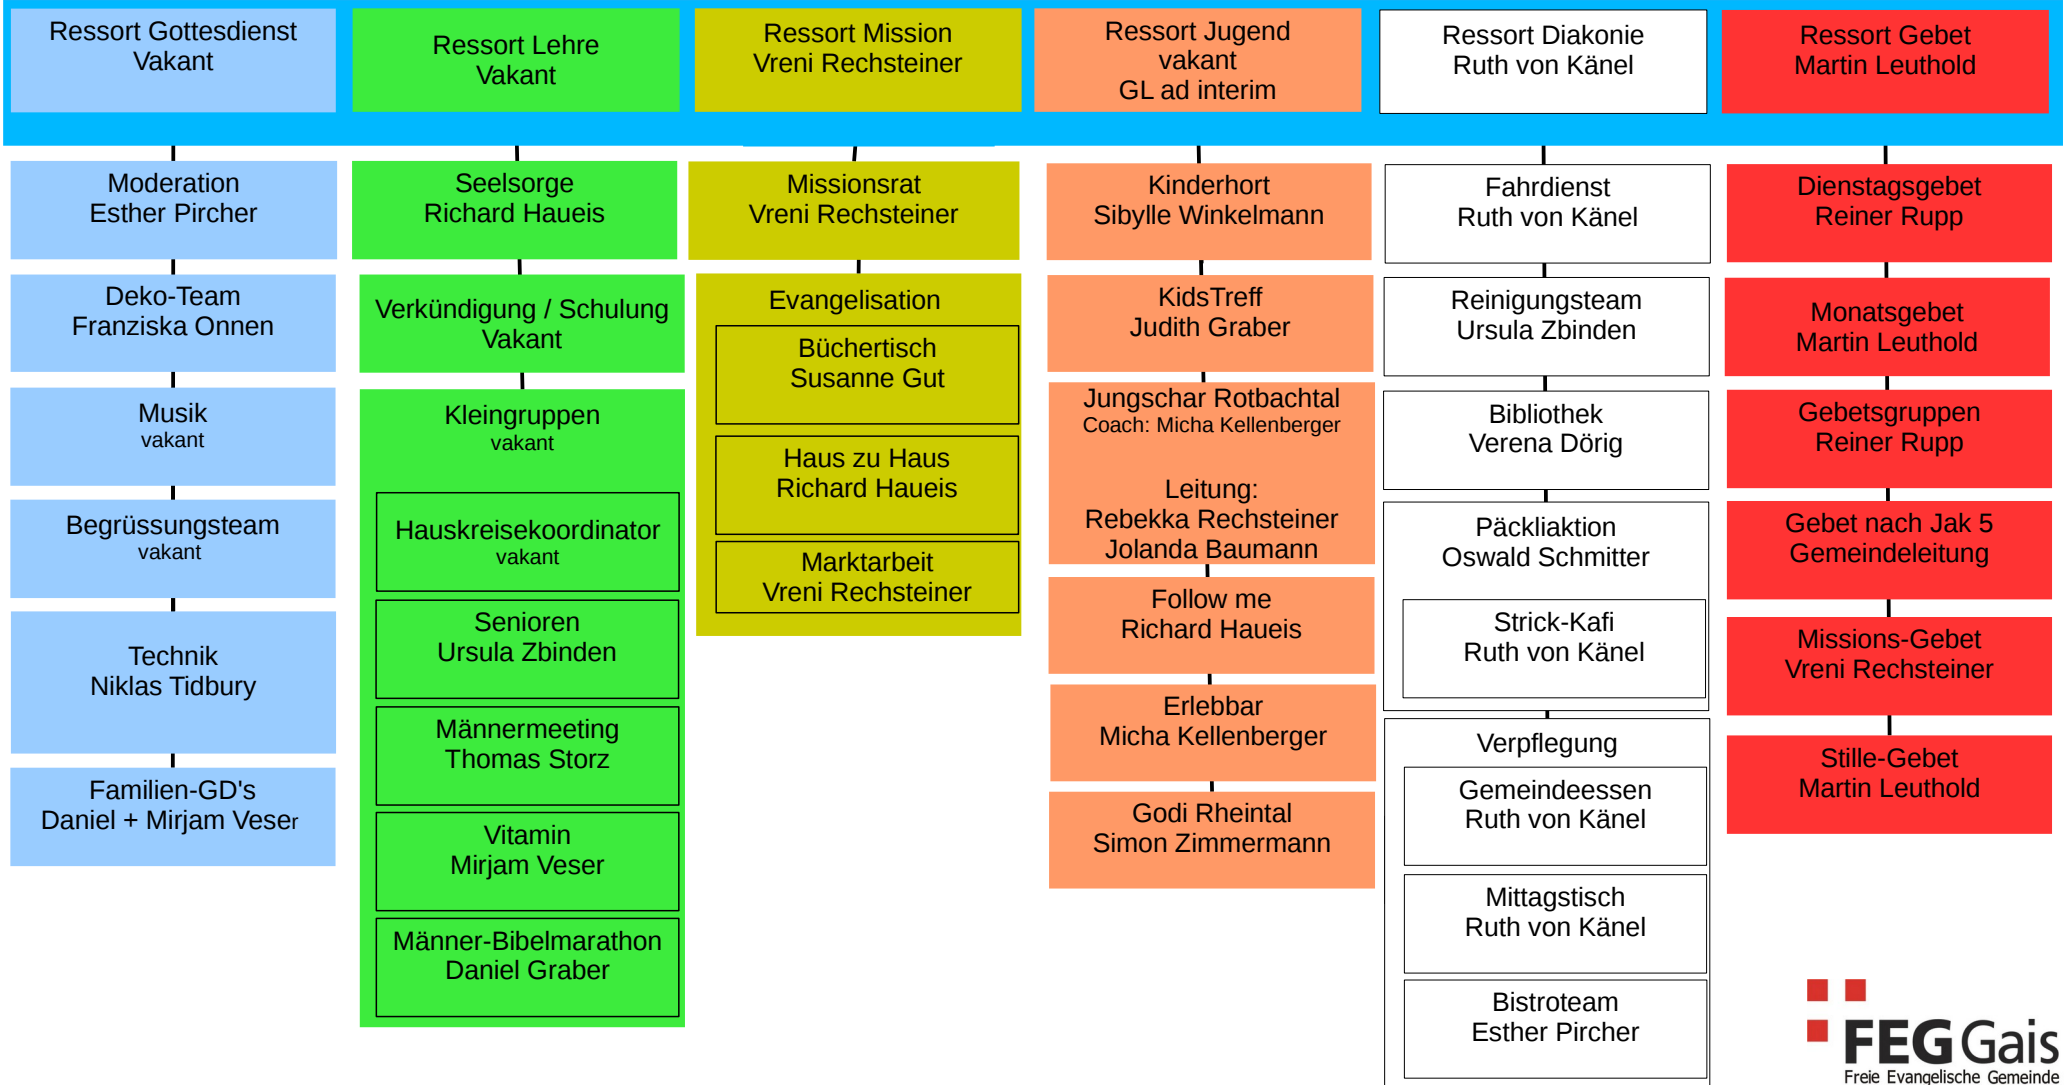 Ressort Gottesdienst
Vakant
Ressort Lehre
Vakant
Ressort Mission
Vreni Rechsteiner
Ressort Jugend
vakant
GL ad interim
Ressort Diakonie
Ruth von Känel
Ressort Gebet
Martin Leuthold
Moderation
Esther Pircher
Deko-Team
Franziska Onnen
Musik
vakant
Begrüssungsteam
vakant
Technik
Niklas Tidbury
Familien-GD's
Daniel + Mirjam Veser
Seelsorge
Richard Haueis
Verkündigung / Schulung
Vakant
Kleingruppen
vakant
Hauskreisekoordinator
vakant
Senioren
Ursula Zbinden
Männermeeting
Thomas Storz
Vitamin
Mirjam Veser
Männer-Bibelmarathon
Daniel Graber
Missionsrat
Vreni Rechsteiner
Evangelisation
Büchertisch
Susanne Gut
Haus zu Haus
Richard Haueis
Marktarbeit
Vreni Rechsteiner
Kinderhort
Sibylle Winkelmann
KidsTreff
Judith Graber
Jungschar Rotbachtal
Coach: Micha Kellenberger
Leitung:
Rebekka Rechsteiner
Jolanda Baumann
Follow me
Richard Haueis
Erlebbar
Micha Kellenberger
Godi Rheintal
Simon Zimmermann
Fahrdienst
Ruth von Känel
Reinigungsteam
Ursula Zbinden
Bibliothek
Verena Dörig
Päckliaktion
Oswald Schmitter
Strick-Kafi
Ruth von Känel
Verpflegung
Gemeindeessen
Ruth von Känel
Mittagstisch
Ruth von Känel
Bistroteam
Esther Pircher
Dienstagsgebet
Reiner Rupp
Monatsgebet
Martin Leuthold
Gebetsgruppen
Reiner Rupp
Gebet nach Jak 5
Gemeindeleitung
Missions-Gebet
Vreni Rechsteiner
Stille-Gebet
Martin Leuthold
FEG Gais
Freie Evangelische Gemeinde